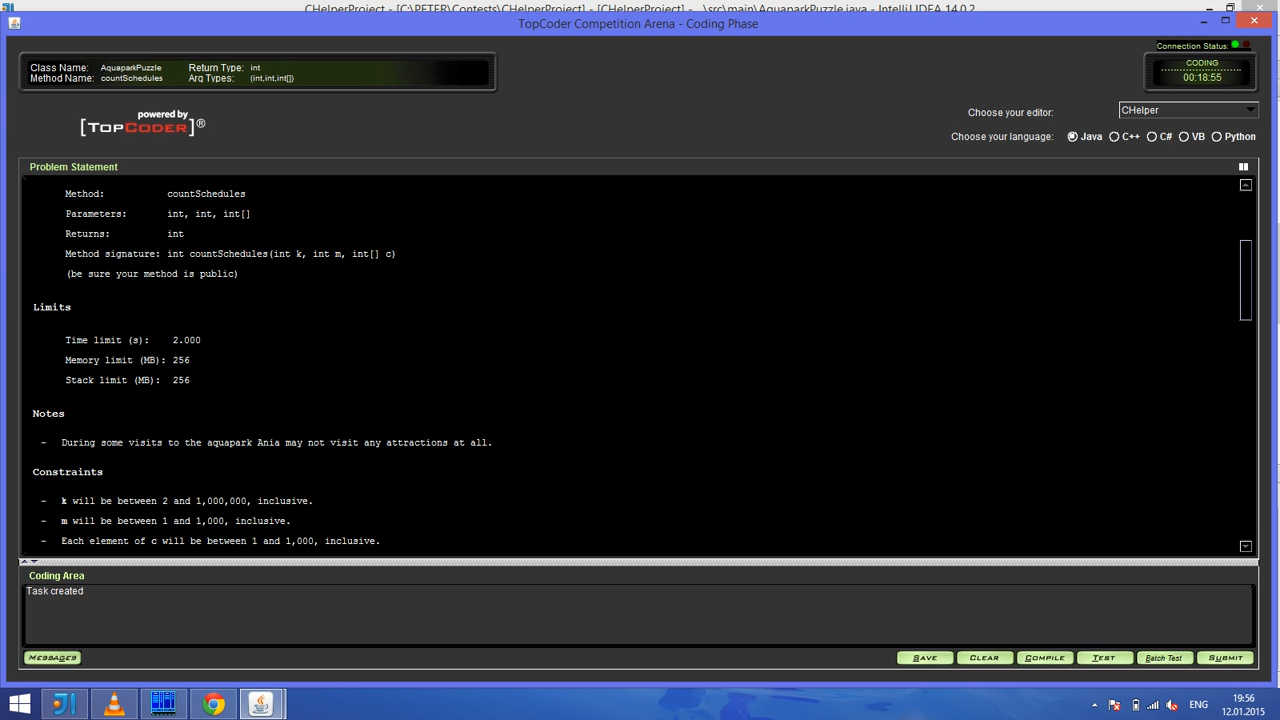 CHelperProject - [C:\PETER\Contests\CHelperProject] - [CHelperProject] - ...\src\main\AquaparkPuzzle.java - IntelliJ IDEA 14.0.2
TopCoder Competition Arena - Coding Phase
Connection Status:
Class Name: AquaparkPuzzle Return Type: int
Method Name: countSchedules Arg Types: (int,int,int[])
CODING
00:18:55
powered by
[TOPCODER]®
Choose your editor: CHelper
Choose your language: Java C++ C# VB Python
Problem Statement
Method: countSchedules
Parameters: int, int, int[]
Returns: int
Method signature: int countSchedules(int k, int m, int[] c)
(be sure your method is public)
Limits
Time limit (s): 2.000
Memory limit (MB): 256
Stack limit (MB): 256
Notes
- During some visits to the aquapark Ania may not visit any attractions at all.
Constraints
- k will be between 2 and 1,000,000, inclusive.
- m will be between 1 and 1,000, inclusive.
- Each element of c will be between 1 and 1,000, inclusive.
Coding Area
Task created
MESSAGES SAVE CLEAR COMPILE TEST Batch Test SUBMIT
ENG
19:56
12.01.2015